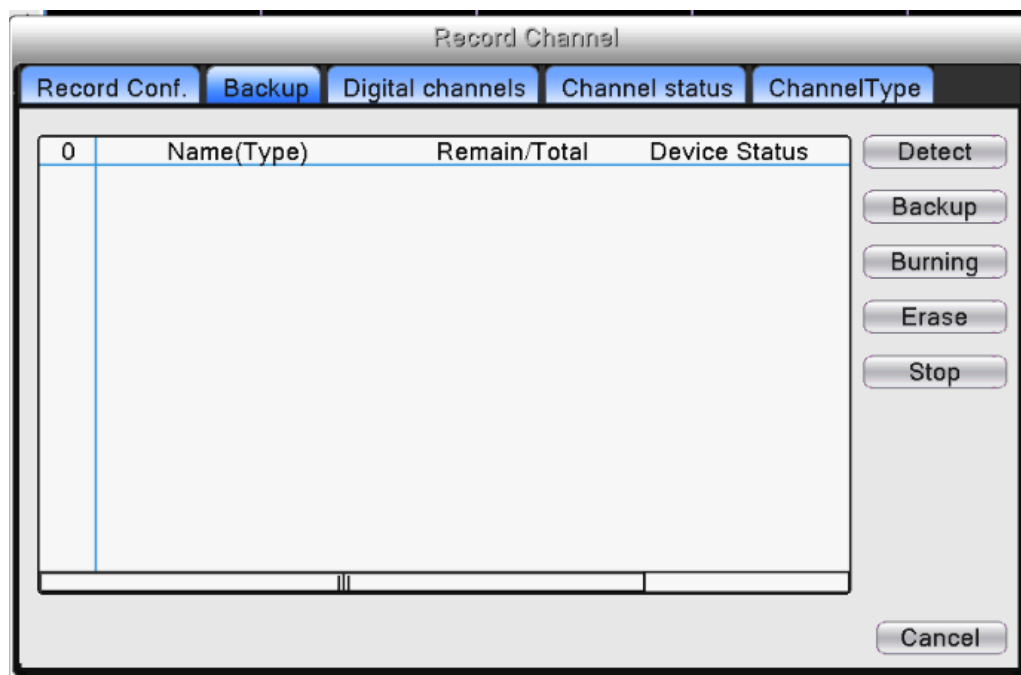 Record Channel
Record Conf. Backup Digital channels Channel status ChannelType
0 Name(Type) Remain/Total Device Status
Detect
Backup
Burning
Erase
Stop
Cancel